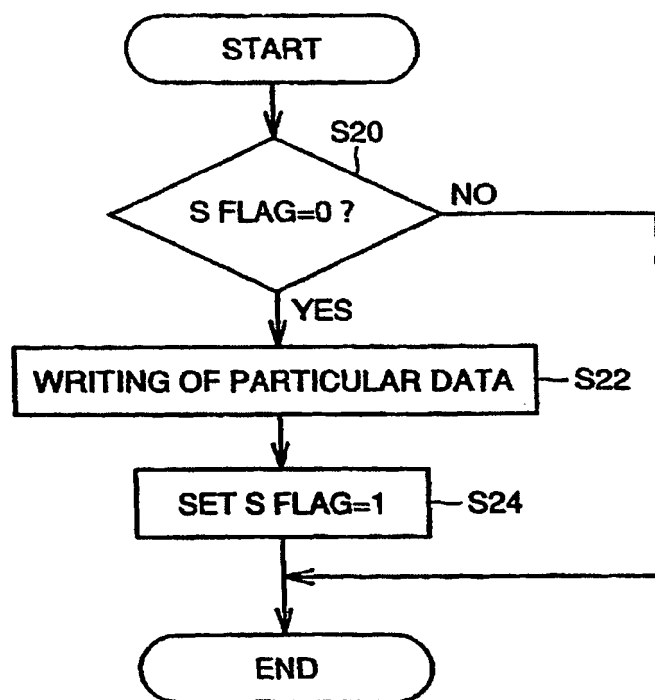 START
S20
S FLAG=0 ?
NO
YES
WRITING OF PARTICULAR DATA
S22
SET S FLAG=1
S24
END